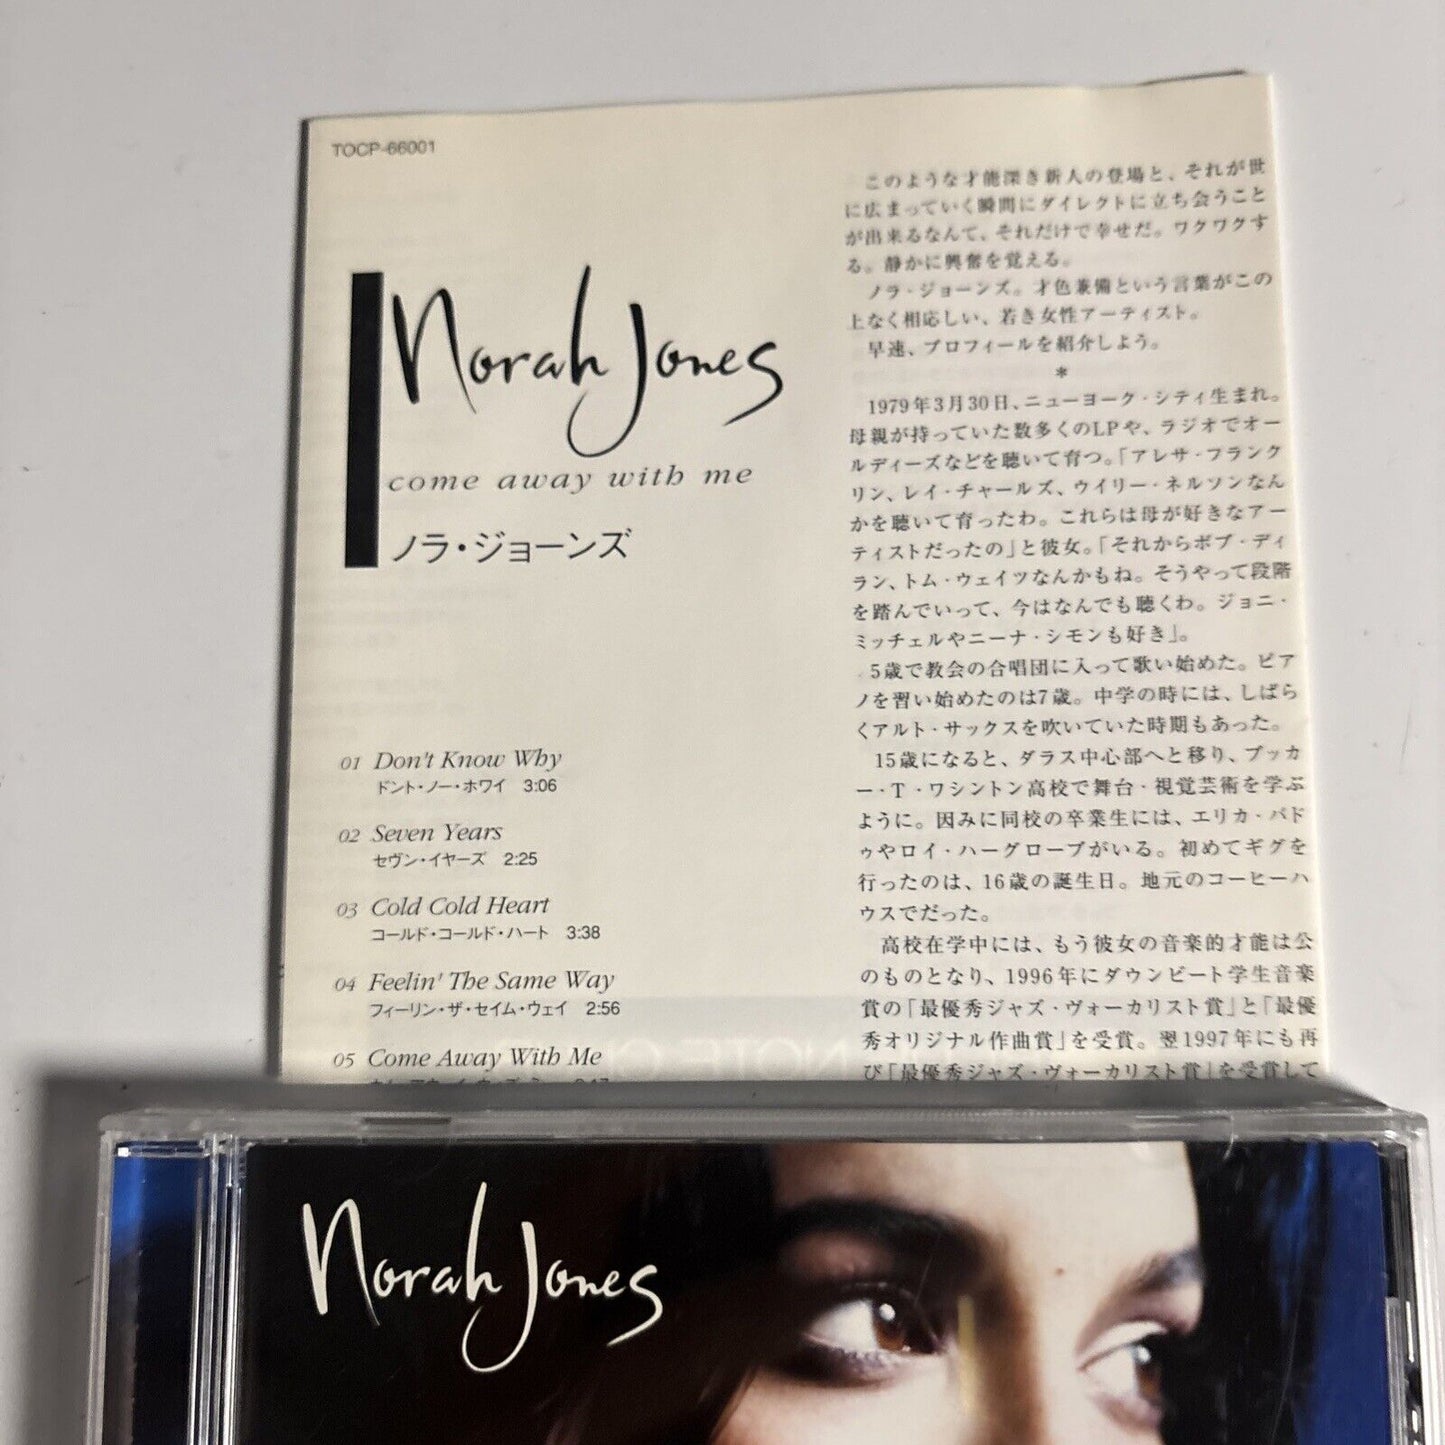 TOCP-66001
Norah Jones
come away with me
ノラ・ジョーンズ
01 Don't Know Why
ドント・ノー・ホワイ 3:06
02 Seven Years
セヴン・イヤーズ 2:25
03 Cold Cold Heart
コールド・コールド・ハート 3:38
04 Feelin' The Same Way
フィーリン・ザ・セイム・ウェイ 2:56
05 Come Away With Me
このような才能深き新人の登場と、それが世
に広まっていく瞬間にダイレクトに立ち会うこと
が出来るなんて、それだけで幸せだ。ワクワクす
る。静かに興奮を覚える。
ノラ・ジョーンズ。才色兼備という言葉がこの
上なく相応しい、若き女性アーティスト。
早速、プロフィールを紹介しよう。
*
1979年3月30日、ニューヨーク・シティ生まれ。
母親が持っていた数多くのLPや、ラジオでオー
ルディーズなどを聴いて育つ。「アレサ・フランク
リン、レイ・チャールズ、ウイリー・ネルソンなん
かを聴いて育ったわ。これらは母が好きなアー
ティストだったの」と彼女。「それからボブ・ディ
ラン、トム・ウェイツなんかもね。そうやって段階
を踏んでいって、今はなんでも聴くわ。ジョニ・
ミッチェルやニーナ・シモンも好き」。
5歳で教会の合唱団に入って歌い始めた。ピア
ノを習い始めたのは7歳。中学の時には、しばら
くアルト・サックスを吹いていた時期もあった。
15歳になると、ダラス中心部へと移り、ブッカ
ー・T・ワシントン高校で舞台・視覚芸術を学ぶ
ように。因みに同校の卒業生には、エリカ・バド
ゥやロイ・ハーグローブがいる。初めてギグを
行ったのは、16歳の誕生日。地元のコーヒーハ
ウスでだった。
高校在学中には、もう彼女の音楽的才能は公
のものとなり、1996年にダウンビート学生音楽
賞の「最優秀ジャズ・ヴォーカリスト賞」と「最優
秀オリジナル作曲賞」を受賞。翌1997年にも再
び「最優秀ジャズ・ヴォーカリスト賞」を受賞して
Norah Jones